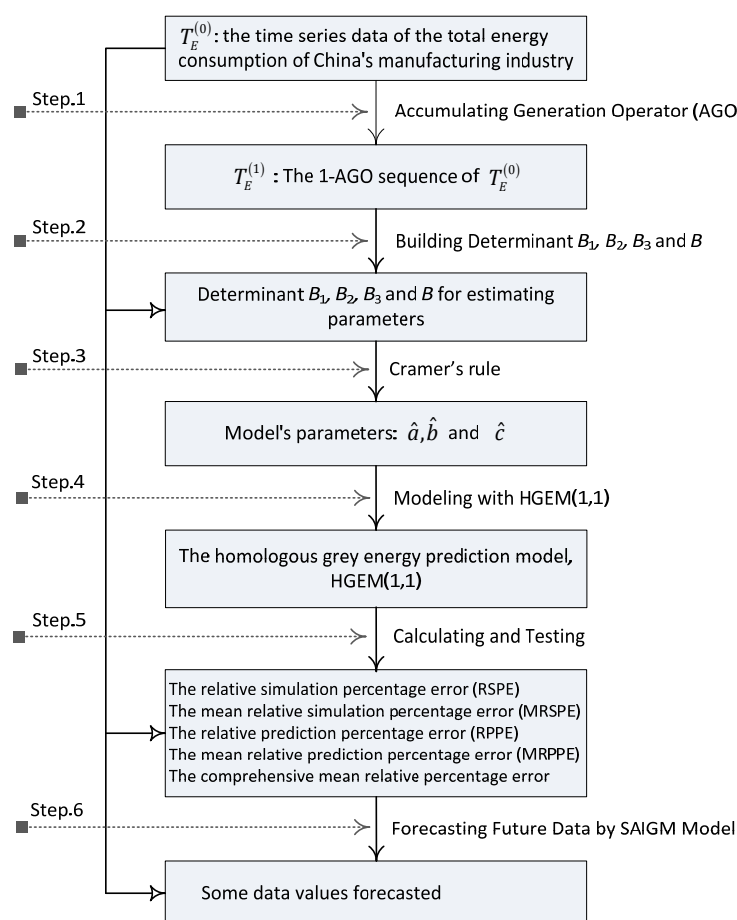 T_E^(0): the time series data of the total energy
consumption of China's manufacturing industry
Step.1
Accumulating Generation Operator (AGO
T_E^(1) : The 1-AGO sequence of T_E^(0)
Step.2
Building Determinant B₁, B₂, B₃ and B
Determinant B₁, B₂, B₃ and B for estimating
parameters
Step.3
Cramer's rule
Model's parameters: â, b̂ and ĉ
Step.4
Modeling with HGEM(1,1)
The homologous grey energy prediction model,
HGEM(1,1)
Step.5
Calculating and Testing
The relative simulation percentage error (RSPE)
The mean relative simulation percentage error (MRSPE)
The relative prediction percentage error (RPPE)
The mean relative prediction percentage error (MRPPE)
The comprehensive mean relative percentage error
Step.6
Forecasting Future Data by SAIGM Model
Some data values forecasted